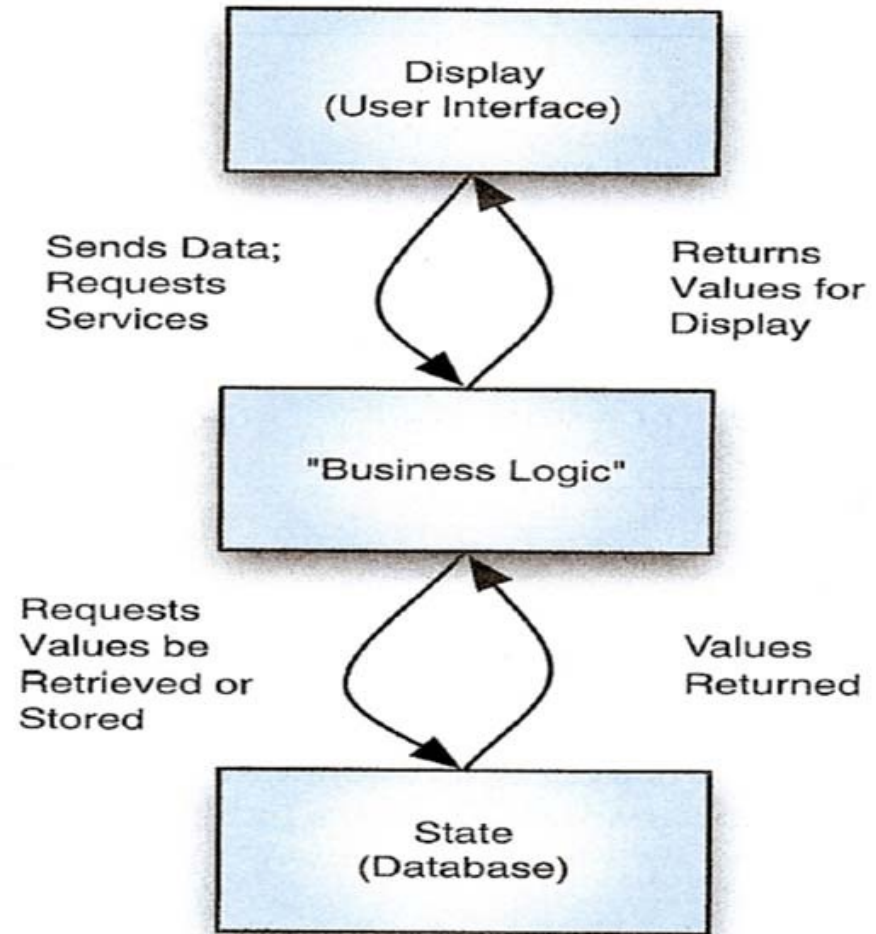 Display
(User Interface)
Sends Data;
Requests
Services
Returns
Values for
Display
"Business Logic"
Requests
Values be
Retrieved or
Stored
Values
Returned
State
(Database)